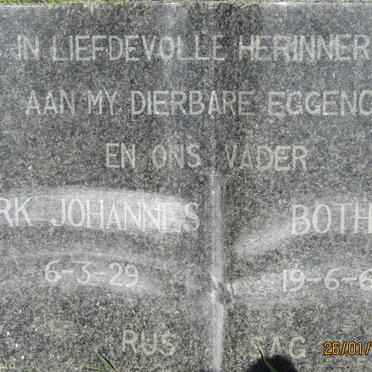 IN LIEFDEVOLLE HERINNER
AAN MY DIERBARE EGGENO
EN ONS VADER
RK JOHANNES BOTH
6-3-29 19-6-6
RUS SAG
26/01/